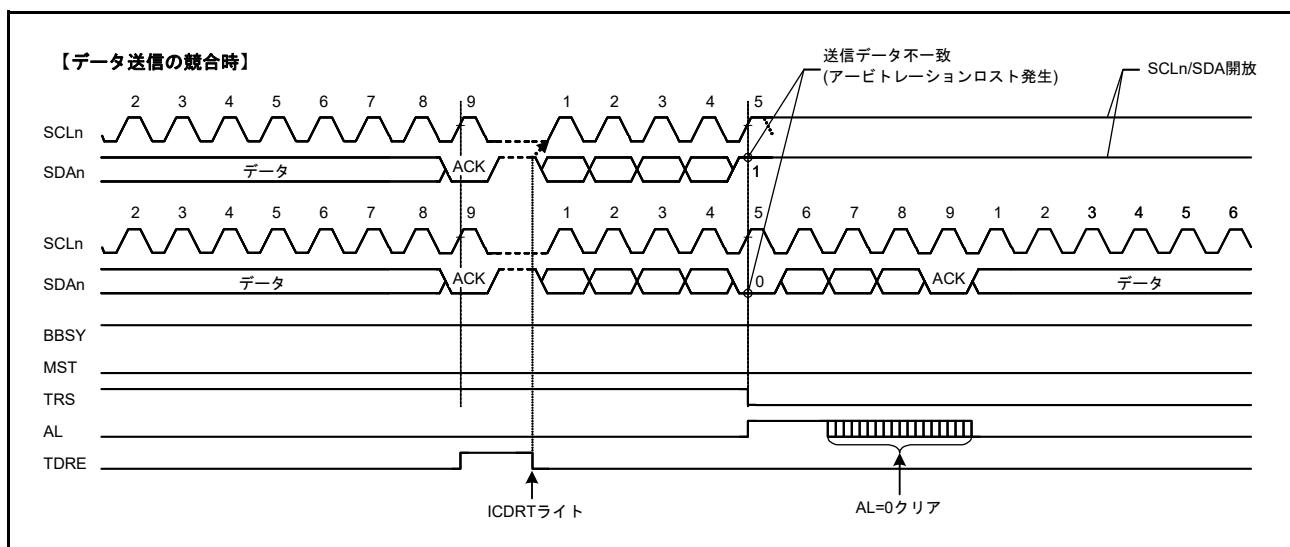 【データ送信の競合時】
送信データ不一致
(アービトレーションロスト発生)
SCLn/SDA開放
2 3 4 5 6 7 8 9 1 2 3 4 5
SCLn
SDAn
データ
ACK
1
2 3 4 5 6 7 8 9 1 2 3 4 5 6 7 8 9 1 2 3 4 5 6
SCLn
SDAn
データ
ACK
0
ACK
データ
BBSY
MST
TRS
AL
TDRE
ICDRTライト
AL=0クリア